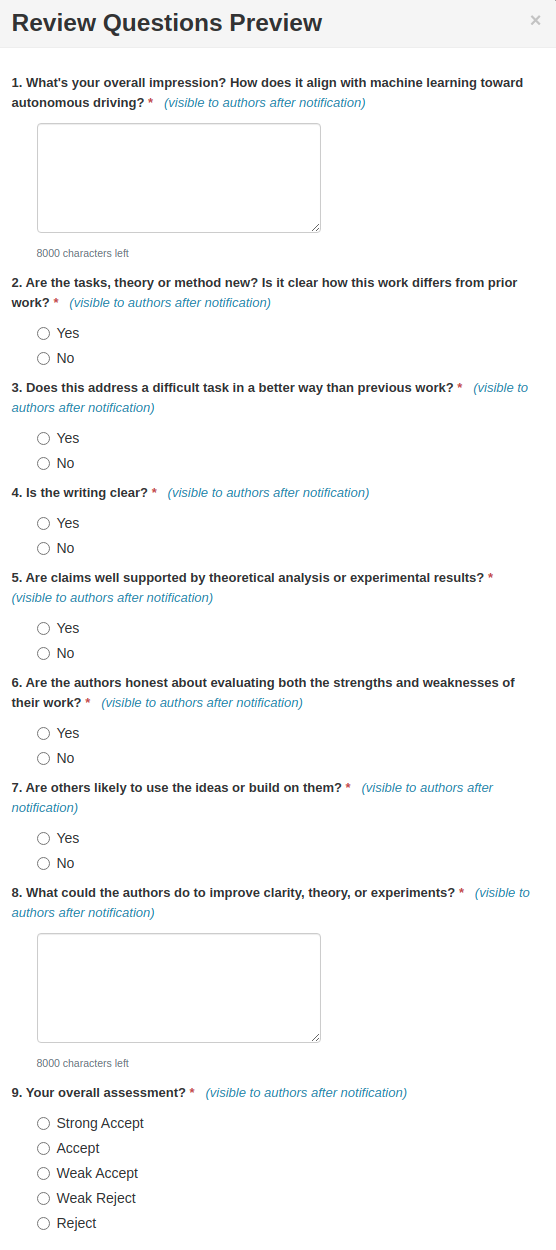 Review Questions Preview ×
1. What's your overall impression? How does it align with machine learning toward
autonomous driving? * (visible to authors after notification)
8000 characters left
2. Are the tasks, theory or method new? Is it clear how this work differs from prior
work? * (visible to authors after notification)
Yes
No
3. Does this address a difficult task in a better way than previous work? * (visible to
authors after notification)
Yes
No
4. Is the writing clear? * (visible to authors after notification)
Yes
No
5. Are claims well supported by theoretical analysis or experimental results? *
(visible to authors after notification)
Yes
No
6. Are the authors honest about evaluating both the strengths and weaknesses of
their work? * (visible to authors after notification)
Yes
No
7. Are others likely to use the ideas or build on them? * (visible to authors after
notification)
Yes
No
8. What could the authors do to improve clarity, theory, or experiments? * (visible to
authors after notification)
8000 characters left
9. Your overall assessment? * (visible to authors after notification)
Strong Accept
Accept
Weak Accept
Weak Reject
Reject